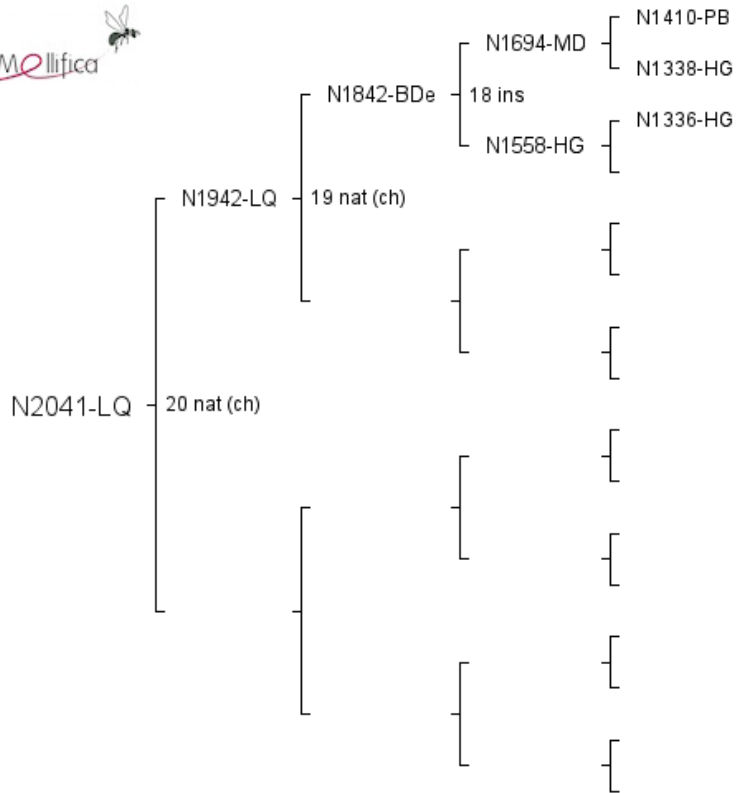 Mellifica
N1410-PB
N1694-MD
N1338-HG
N1842-BDe
18 ins
N1336-HG
N1558-HG
N1942-LQ
19 nat (ch)
N2041-LQ
20 nat (ch)